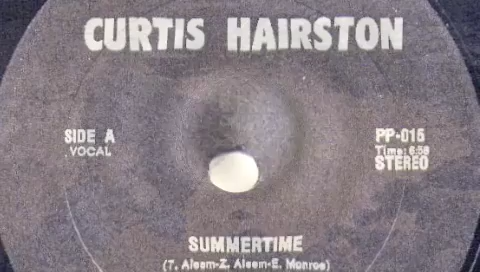 CURTIS HAIRSTON
SIDE A
VOCAL
PP-015
Time: 6:58
STEREO
SUMMERTIME
(T. Aleem-Z. Aleem-E. Monroe)